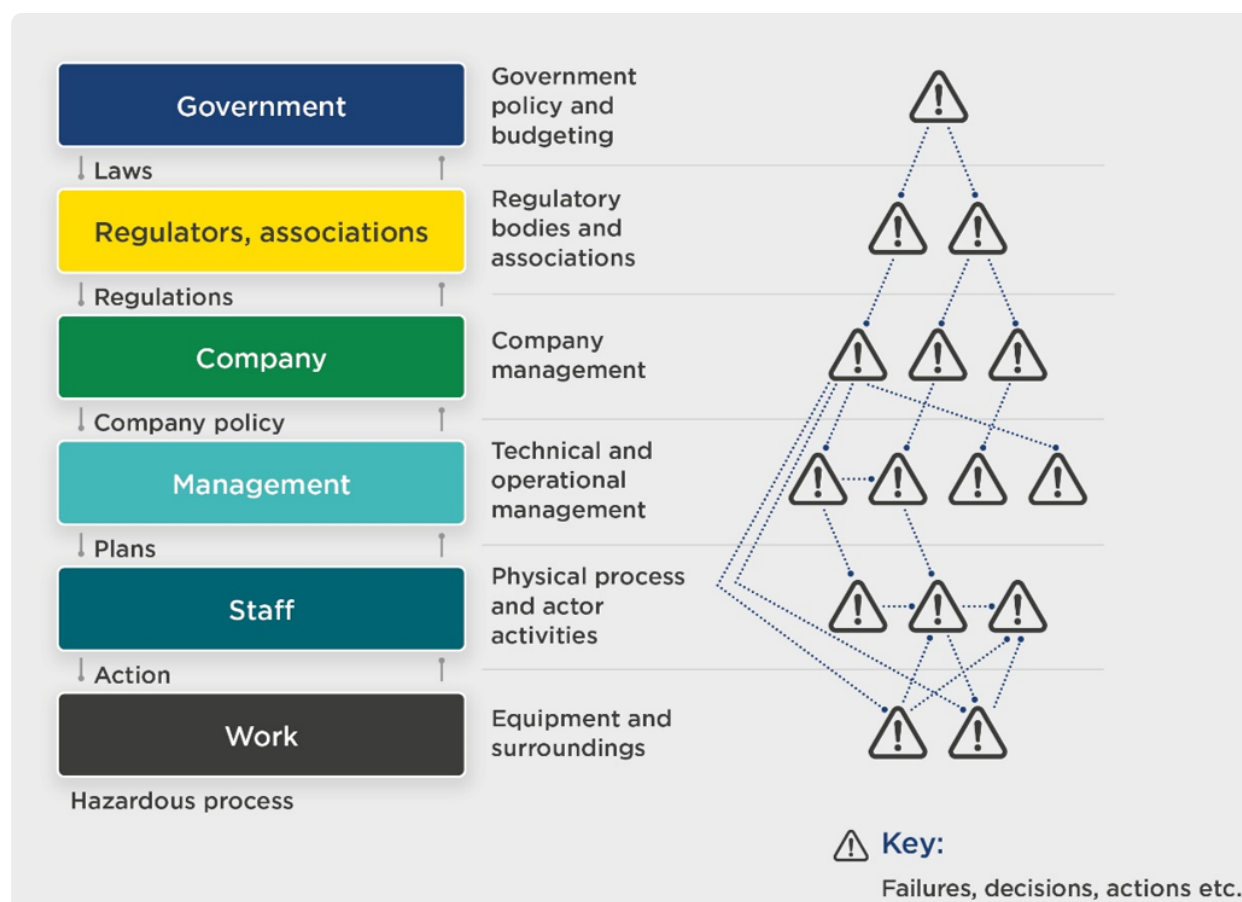 Government
Laws
Regulators, associations
Regulations
Company
Company policy
Management
Plans
Staff
Action
Work
Hazardous process
Government
policy and
budgeting
Regulatory
bodies and
associations
Company
management
Technical and
operational
management
Physical process
and actor
activities
Equipment and
surroundings
Key:
Failures, decisions, actions etc.